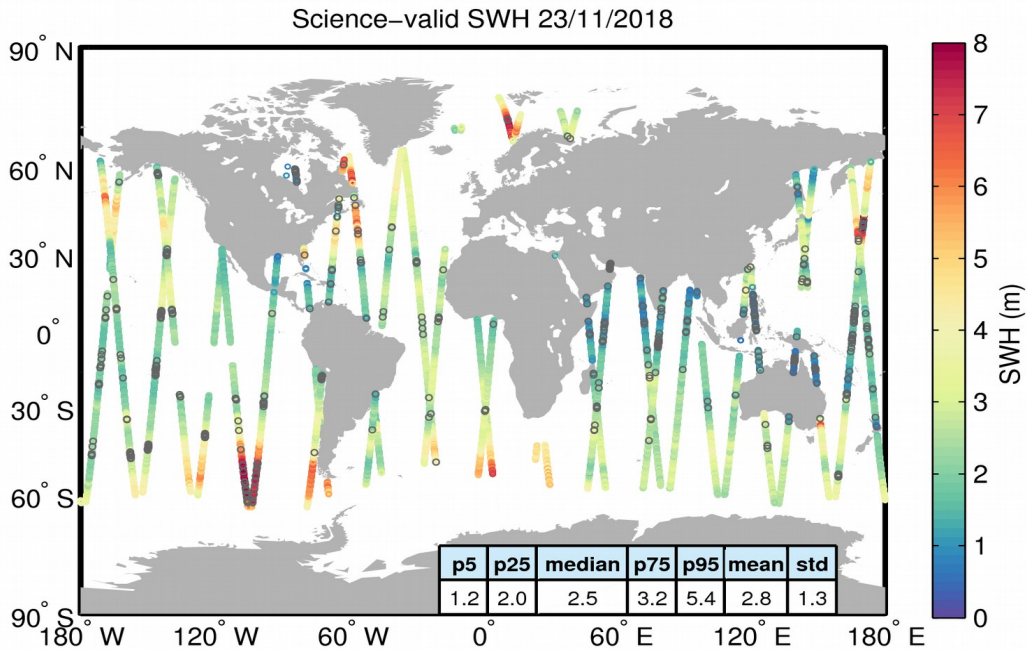 Science−valid SWH 23/11/2018
90° N
60° N
30° N
0°
30° S
60° S
90° S
180° W
120° W
60° W
0°
60° E
120° E
180° E
p5 p25 median p75 p95 mean std
1.2 2.0 2.5 3.2 5.4 2.8 1.3
8
7
6
5
4
3
2
1
0
SWH (m)